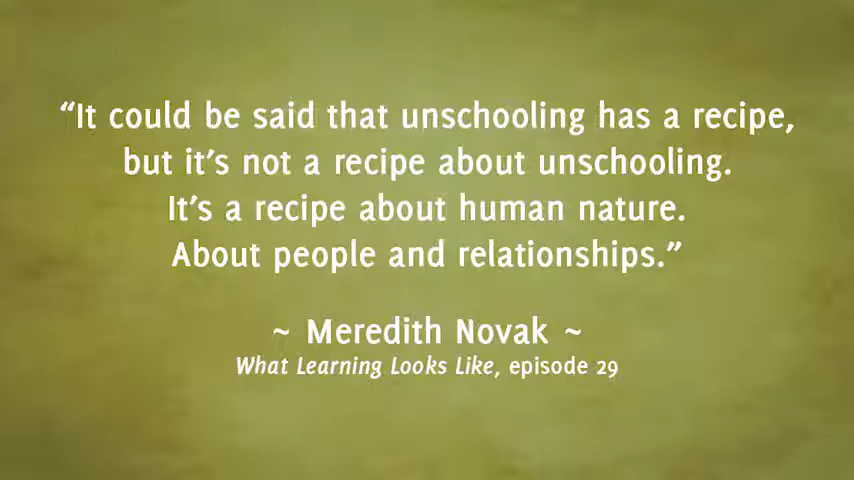 “It could be said that unschooling has a recipe,
but it’s not a recipe about unschooling.
It’s a recipe about human nature.
About people and relationships.”
~ Meredith Novak ~
What Learning Looks Like, episode 29